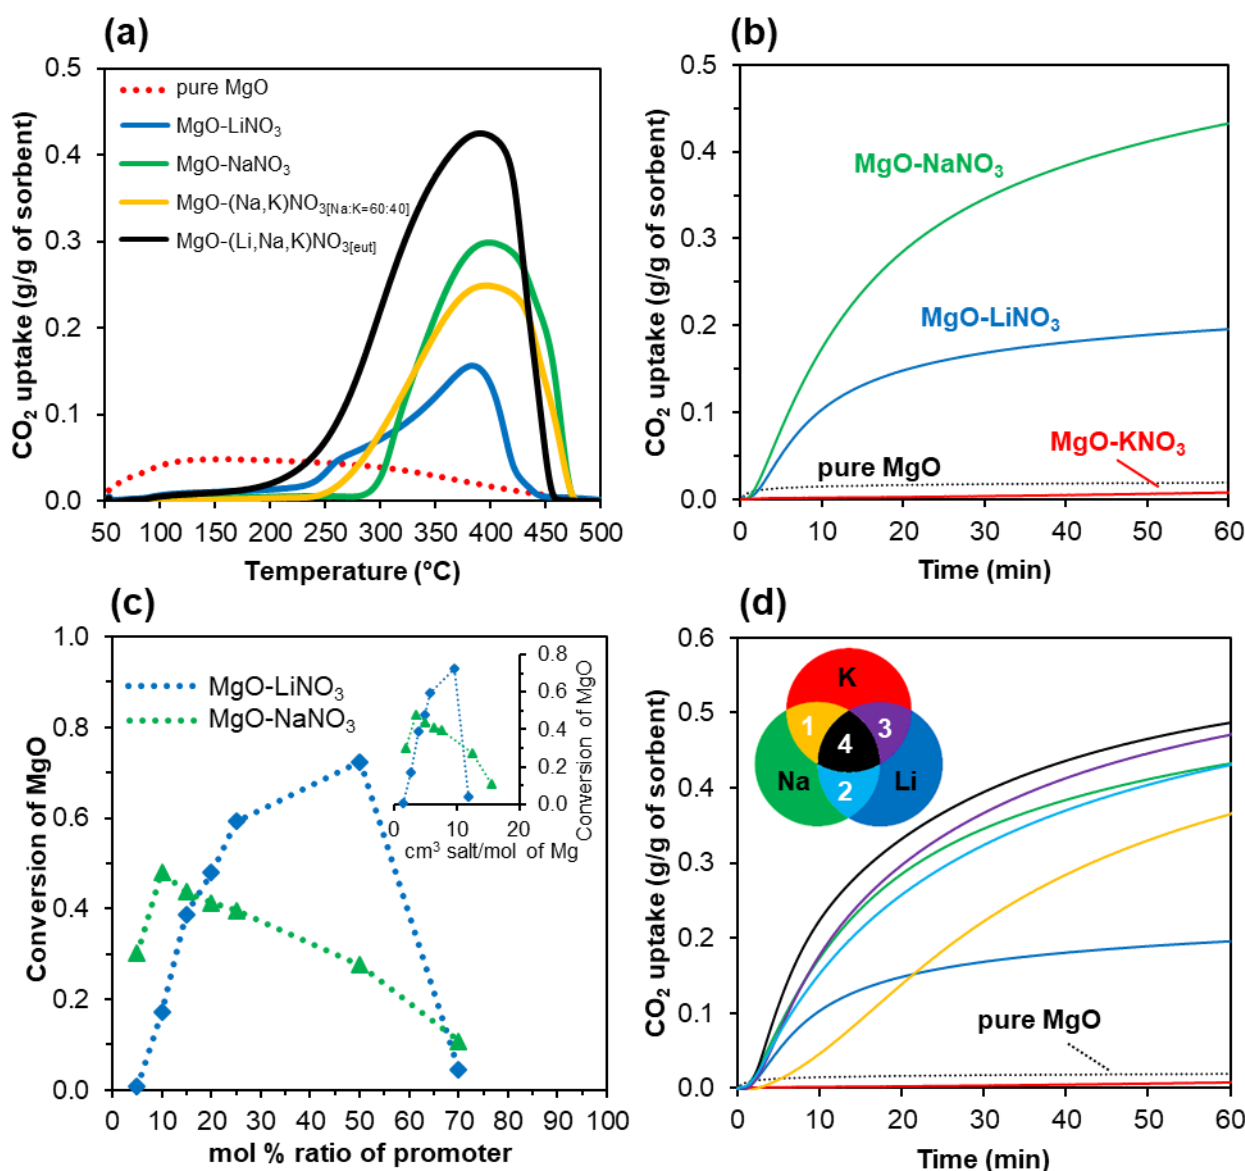 (a)
0.5
0.4
0.3
0.2
0.1
0.0
CO₂ uptake (g/g of sorbent)
pure MgO
MgO-LiNO₃
MgO-NaNO₃
MgO-(Na,K)NO₃[Na:K=60:40]
MgO-(Li,Na,K)NO₃[eut]
50 100 150 200 250 300 350 400 450 500
Temperature (°C)
(b)
0.5
0.4
0.3
0.2
0.1
0.0
CO₂ uptake (g/g of sorbent)
MgO-NaNO₃
MgO-LiNO₃
MgO-KNO₃
pure MgO
0 10 20 30 40 50 60
Time (min)
(c)
1.0
0.8
0.6
0.4
0.2
0.0
Conversion of MgO
MgO-LiNO₃
MgO-NaNO₃
0.8
0.6
0.4
0.2
0.0
Conversion of MgO
0 10 20
cm³ salt/mol of Mg
0 10 20 30 40 50 60 70 80 90 100
mol % ratio of promoter
(d)
0.6
0.5
0.4
0.3
0.2
0.1
0.0
CO₂ uptake (g/g of sorbent)
K
1 3
4
Na Li
2
pure MgO
0 10 20 30 40 50 60
Time (min)